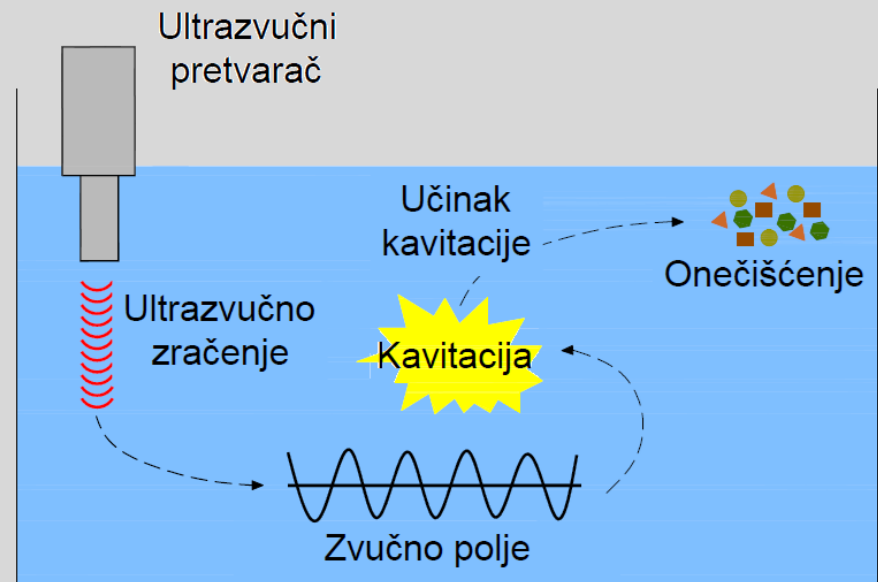 Ultrazvučni
pretvarač
Učinak
kavitacije
Onečišćenje
Ultrazvučno
zračenje
Kavitacija
Zvučno polje